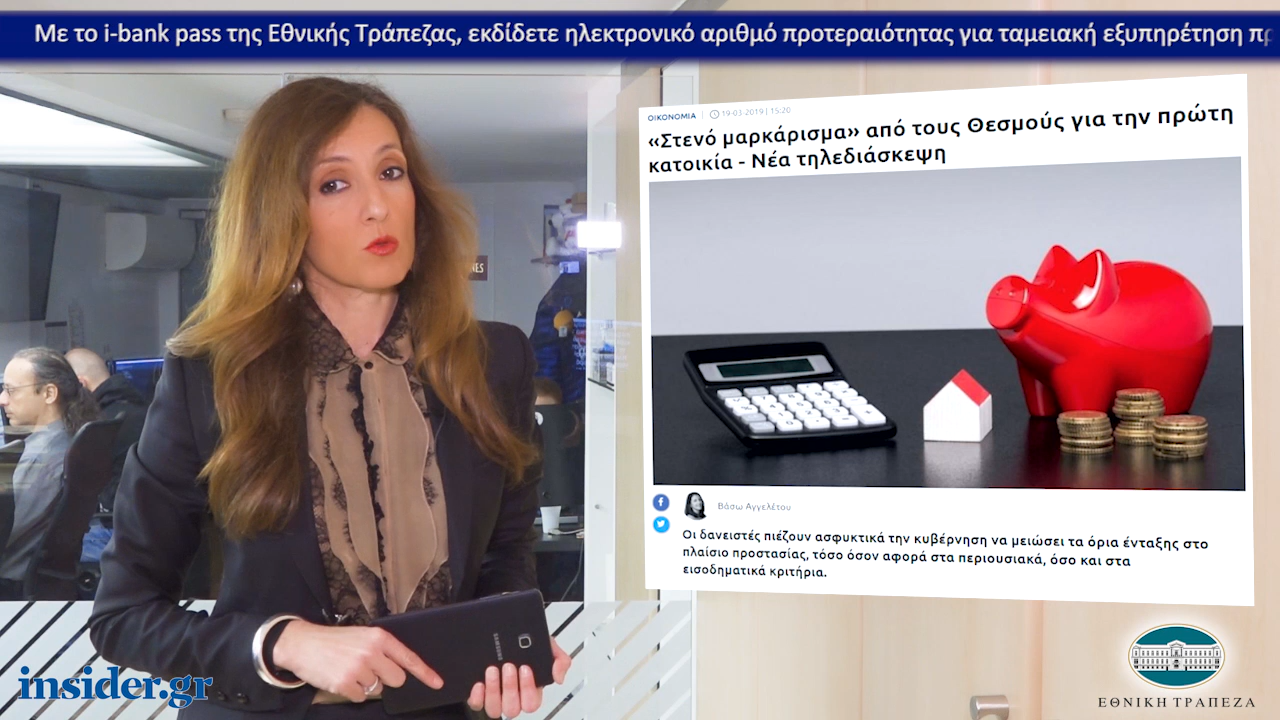 Με το i-bank pass της Εθνικής Τράπεζας, εκδίδετε ηλεκτρονικό αριθμό προτεραιότητας για ταμειακή εξυπηρέτηση
ΟΙΚΟΝΟΜΙΑ | 19-03-2019 | 15:20
«Στενό μαρκάρισμα» από τους Θεσμούς για την πρώτη
κατοικία - Νέα τηλεδιάσκεψη
Βάσω Αγγελέτου
Οι δανειστές πιέζουν ασφυκτικά την κυβέρνηση να μειώσει τα όρια ένταξης στο
πλαίσιο προστασίας, τόσο όσον αφορά στα περιουσιακά, όσο και στα
εισοδηματικά κριτήρια.
SAMSUNG
insider.gr
ΕΘΝΙΚΗ ΤΡΑΠΕΖΑ